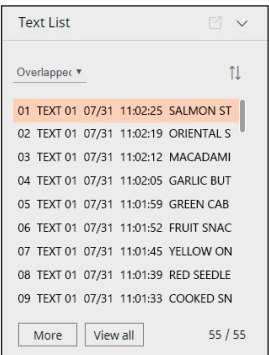 Text List
Overlapped
01 TEXT 01 07/31 11:02:25 SALMON ST
02 TEXT 01 07/31 11:02:19 ORIENTAL S
03 TEXT 01 07/31 11:02:12 MACADAMI
04 TEXT 01 07/31 11:02:05 GARLIC BUT
05 TEXT 01 07/31 11:01:59 GREEN CAB
06 TEXT 01 07/31 11:01:52 FRUIT SNAC
07 TEXT 01 07/31 11:01:45 YELLOW ON
08 TEXT 01 07/31 11:01:39 RED SEEDLE
09 TEXT 01 07/31 11:01:33 COOKED SN
More View all 55 / 55